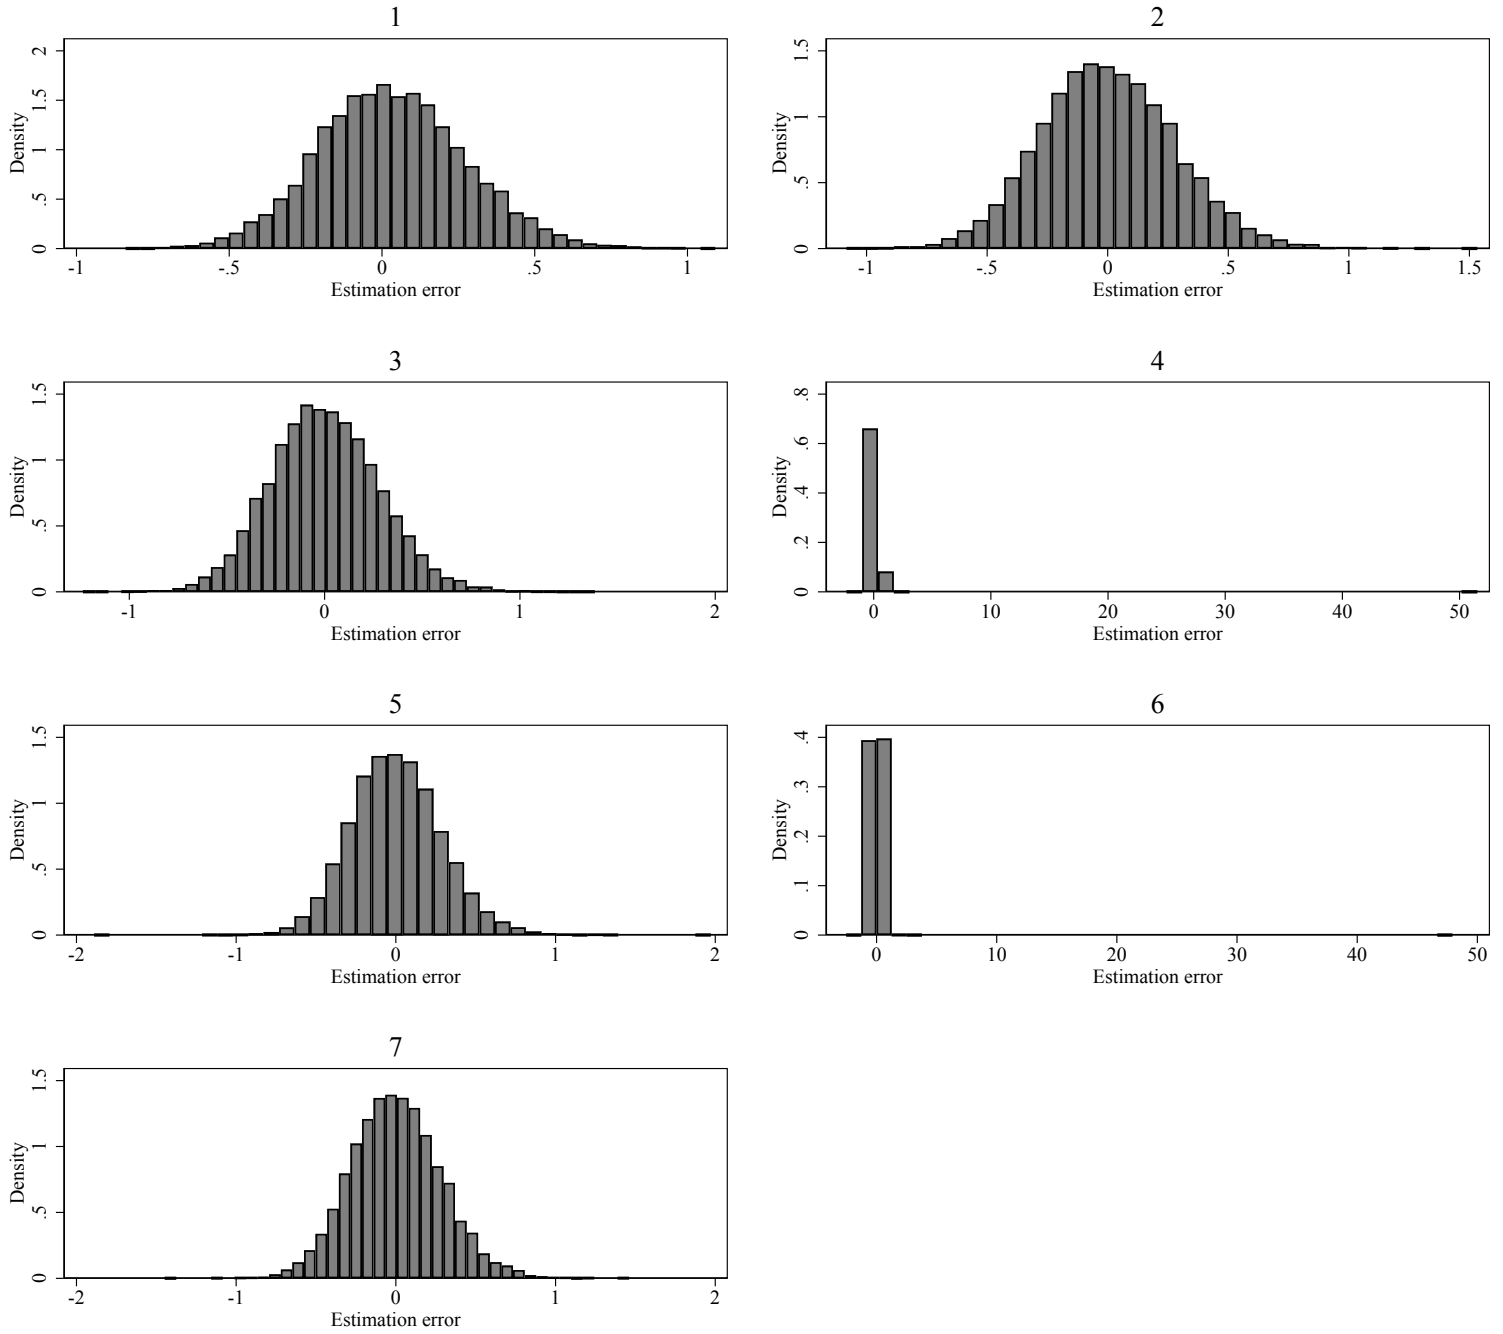 1
Density
0 .5 1 1.5 2
-1 -.5 0 .5 1
Estimation error
2
Density
0 .5 1 1.5
-1 -.5 0 .5 1 1.5
Estimation error
3
Density
0 .5 1 1.5
-1 0 1 2
Estimation error
4
Density
0 .2 .4 .6 .8
0 10 20 30 40 50
Estimation error
5
Density
0 .5 1 1.5
-2 -1 0 1 2
Estimation error
6
Density
0 .1 .2 .3 .4
0 10 20 30 40 50
Estimation error
7
Density
0 .5 1 1.5
-2 -1 0 1 2
Estimation error